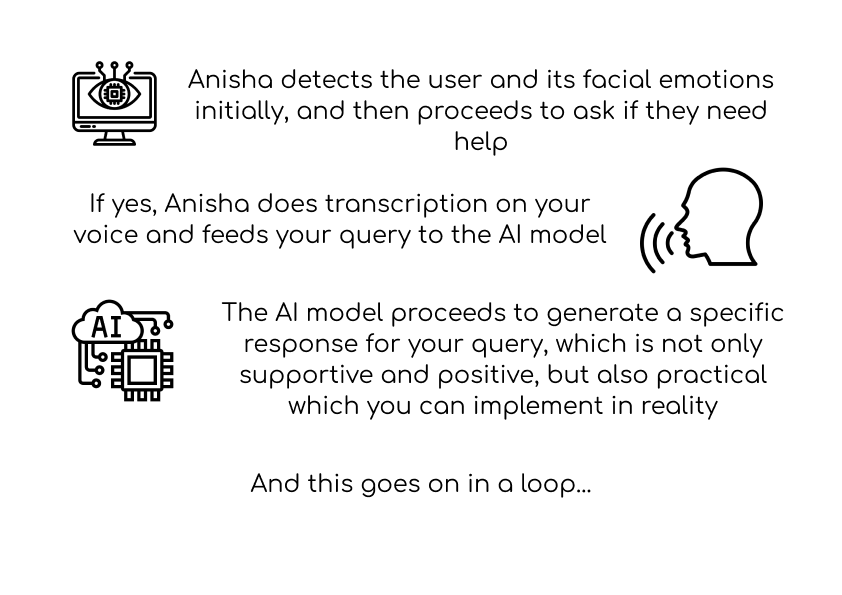 Anisha detects the user and its facial emotions
initially, and then proceeds to ask if they need
help
If yes, Anisha does transcription on your
voice and feeds your query to the AI model
AI
The AI model proceeds to generate a specific
response for your query, which is not only
supportive and positive, but also practical
which you can implement in reality
And this goes on in a loop...